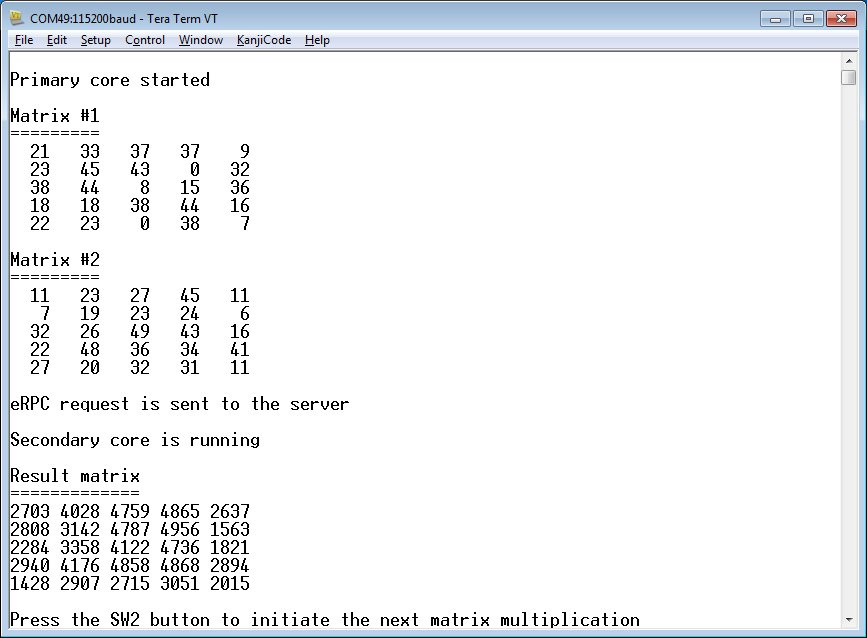 COM49:115200baud - Tera Term VT
File Edit Setup Control Window KanjiCode Help
Primary core started
Matrix #1
=========
21 33 37 37 9
23 45 43 0 32
38 44 8 15 36
18 18 38 44 16
22 23 0 38 7
Matrix #2
=========
11 23 27 45 11
7 19 23 24 6
32 26 49 43 16
22 48 36 34 41
27 20 32 31 11
eRPC request is sent to the server
Secondary core is running
Result matrix
=============
2703 4028 4759 4865 2637
2808 3142 4787 4956 1563
2284 3358 4122 4736 1821
2940 4176 4858 4868 2894
1428 2907 2715 3051 2015
Press the SW2 button to initiate the next matrix multiplication